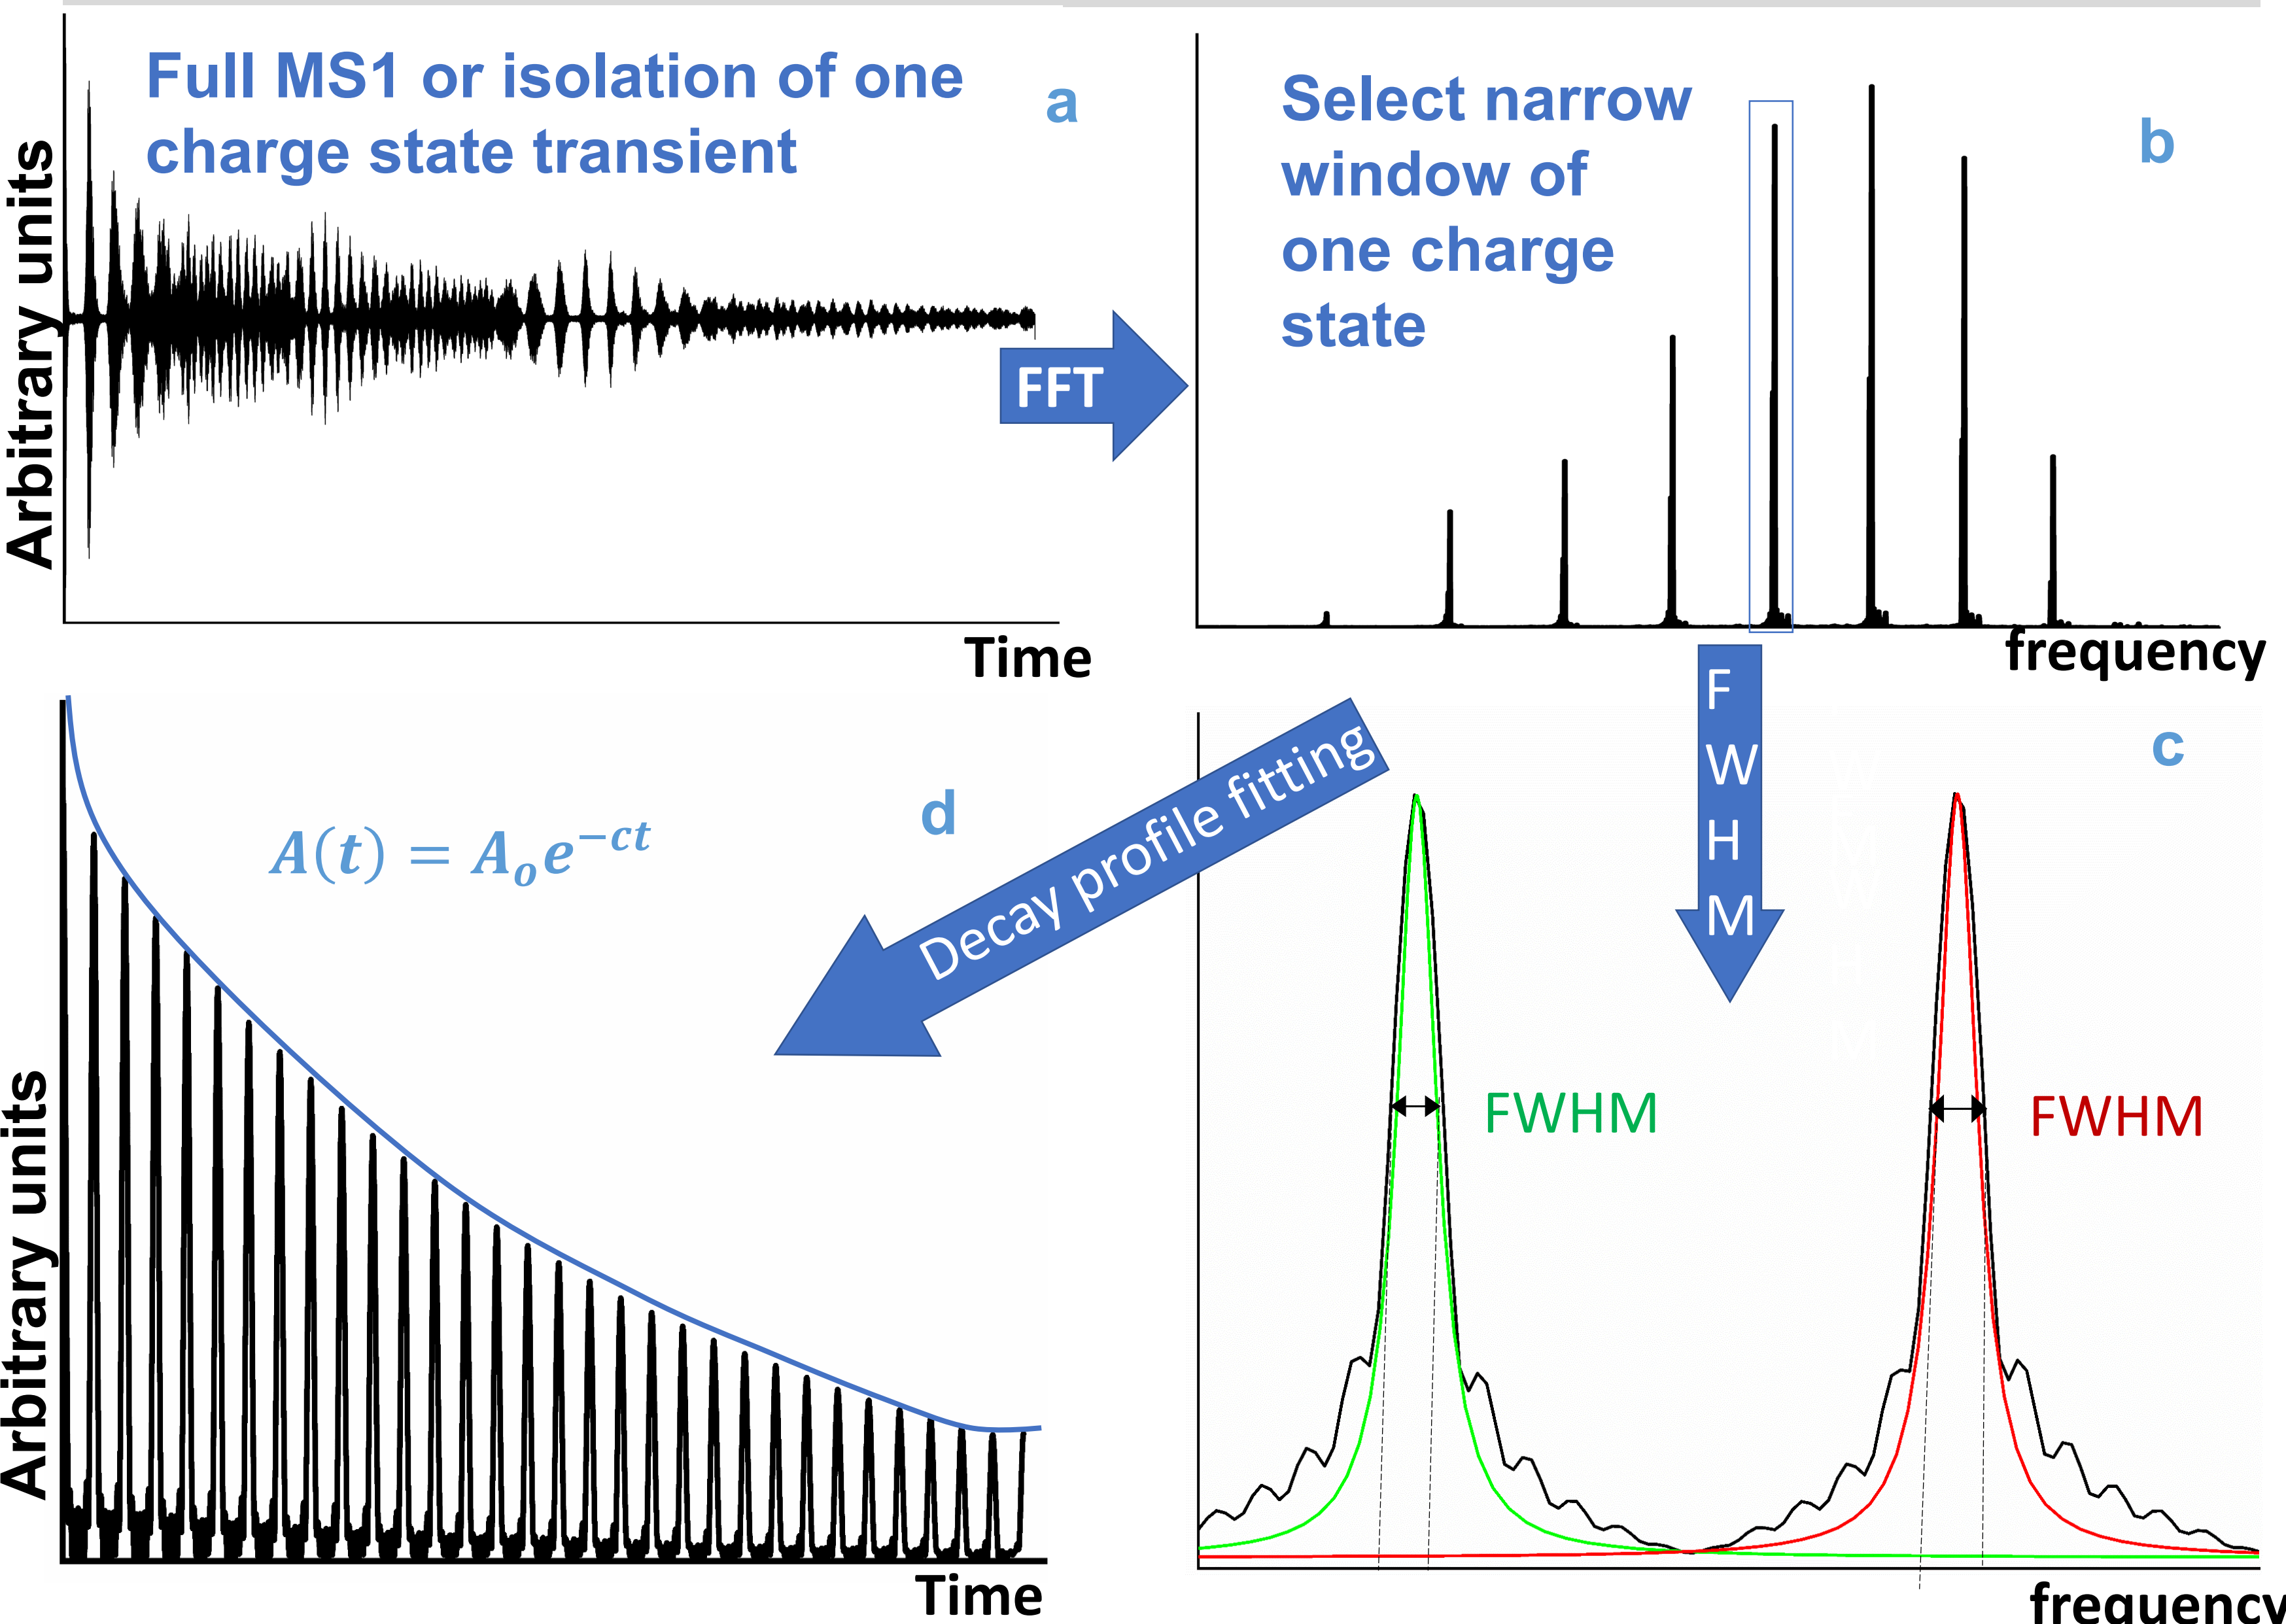 Full MS1 or isolation of one
charge state transient
a
Arbitrary units
Time
FFT
Select narrow
window of
one charge
state
b
frequency
F
W
H
M
Decay profile fitting
c
FWHM
FWHM
frequency
d
A(t) = A₀e⁻ᶜᵗ
Arbitrary units
Time